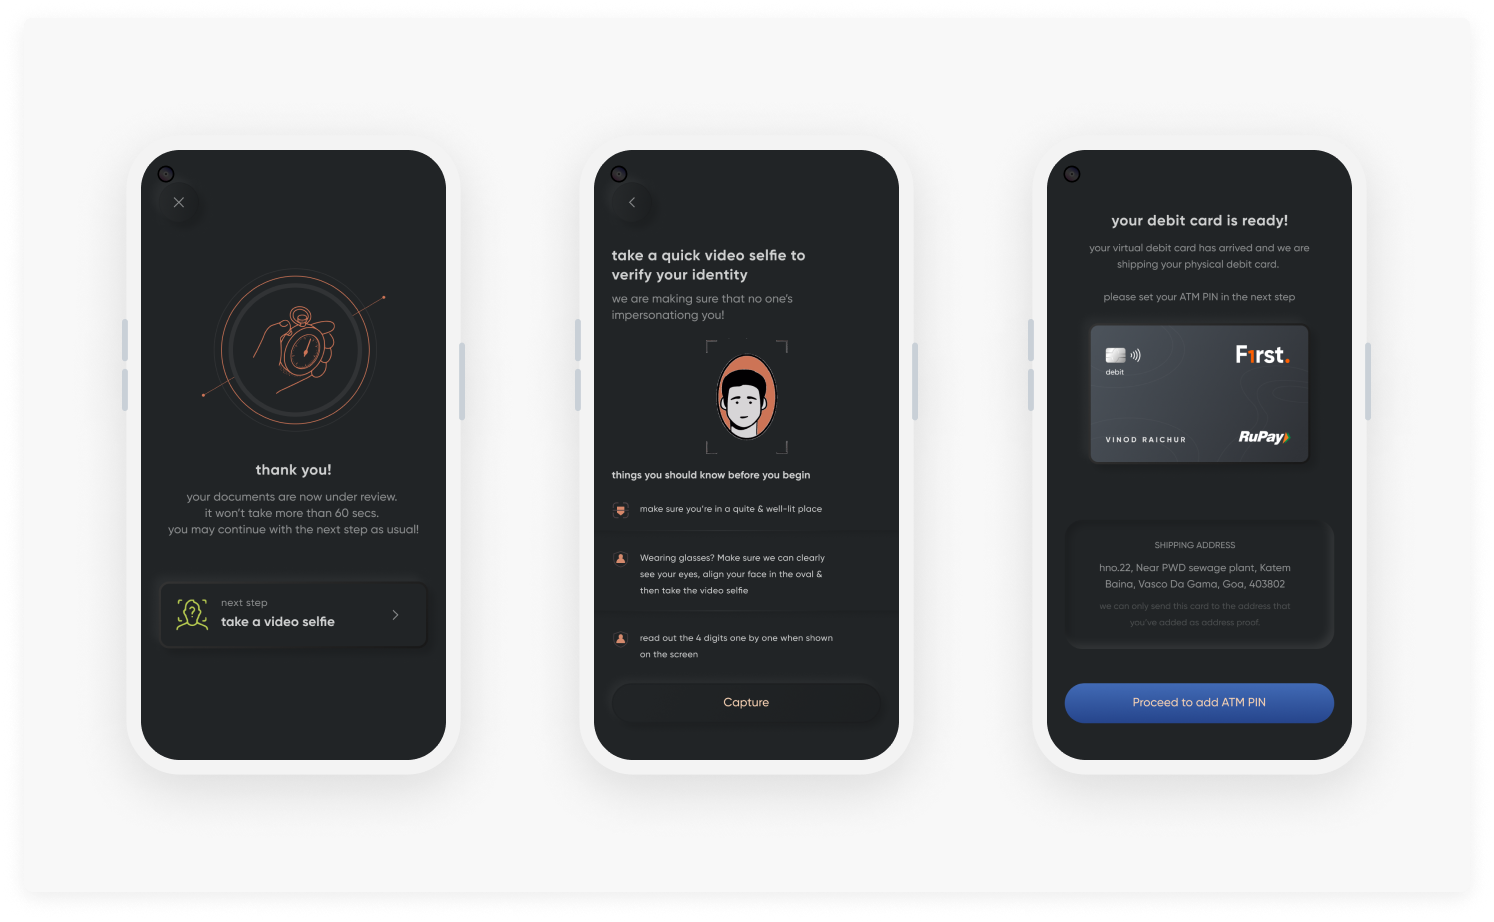 thank you!
your documents are now under review.
it won't take more than 60 secs.
you may continue with the next step as usual!
next step
take a video selfie
take a quick video selfie to
verify your identity
we are making sure that no one's
impersonationg you!
things you should know before you begin
make sure you're in a quite & well-lit place
Wearing glasses? Make sure we can clearly
see your eyes, align your face in the oval &
then take the video selfie
read out the 4 digits one by one when shown
on the screen
Capture
your debit card is ready!
your virtual debit card has arrived and we are
shipping your physical debit card.
please set your ATM PIN in the next step
F1rst.
debit
VINOD RAICHUR
RuPay
SHIPPING ADDRESS
hno.22, Near PWD sewage plant, Katem
Baina, Vasco Da Gama, Goa, 403802
we can only send this card to the address that
you've added as address proof.
Proceed to add ATM PIN